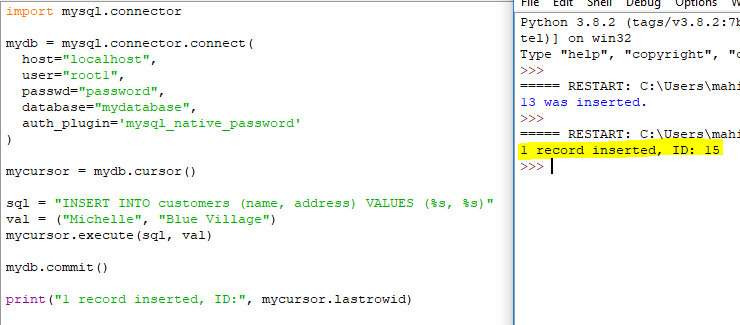 import mysql.connector
mydb = mysql.connector.connect(
host="localhost",
user="root1",
passwd="password",
database="mydatabase",
auth_plugin='mysql_native_password'
)
mycursor = mydb.cursor()
sql = "INSERT INTO customers (name, address) VALUES (%s, %s)"
val = ("Michelle", "Blue Village")
mycursor.execute(sql, val)
mydb.commit()
print("1 record inserted, ID:", mycursor.lastrowid)
File Edit Shell Debug Options
Python 3.8.2 (tags/v3.8.2:7b
tel)] on win32
Type "help", "copyright", "c
>>>
===== RESTART: C:\Users\mahi
13 was inserted.
>>>
===== RESTART: C:\Users\mahi
1 record inserted, ID: 15
>>>